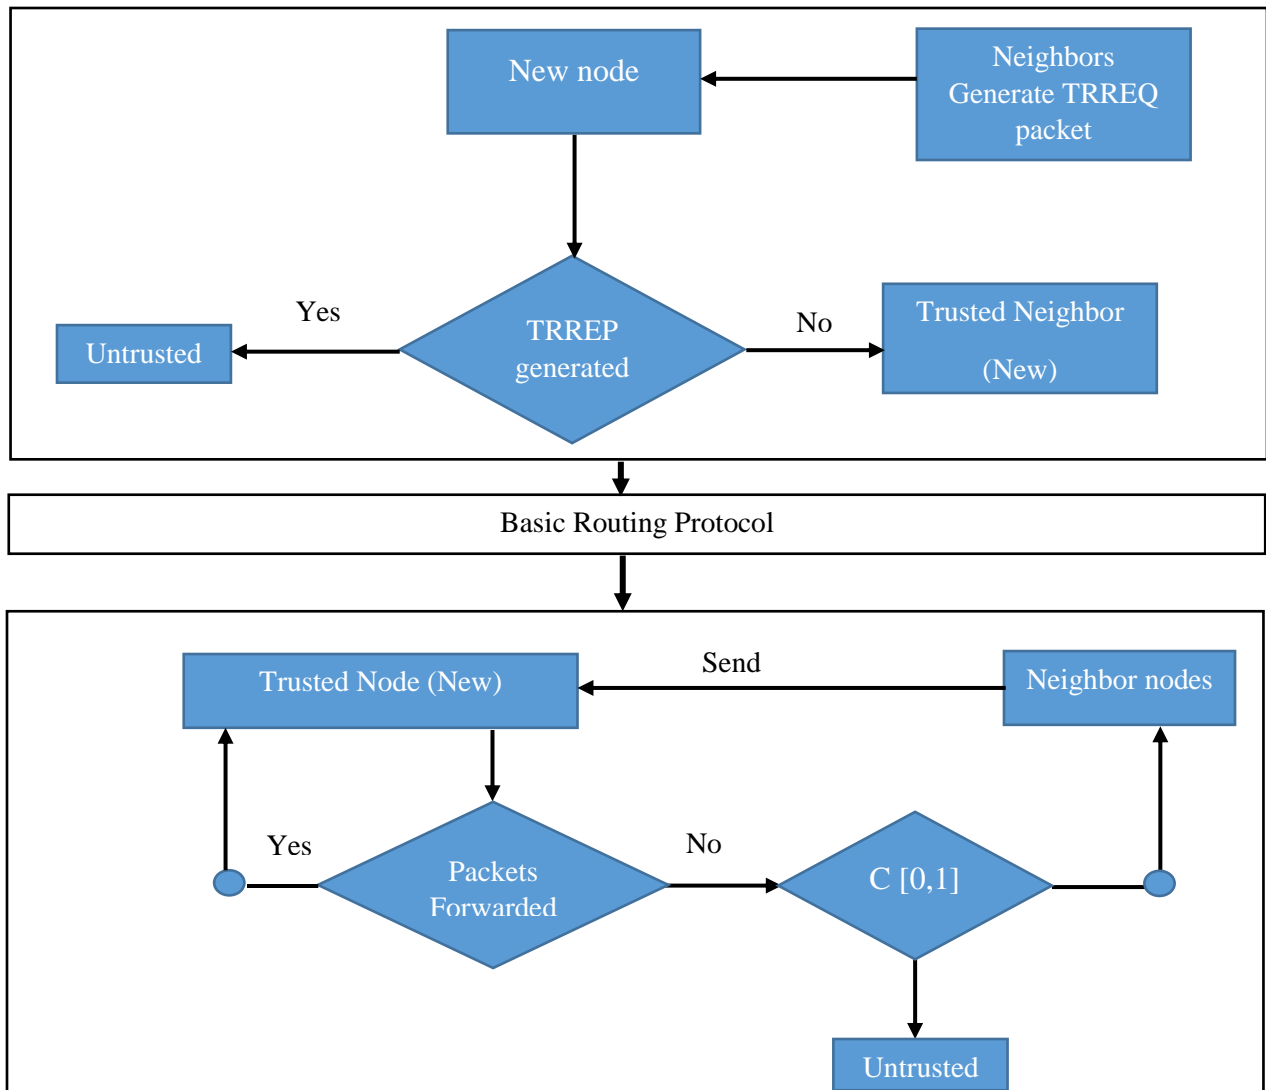 New node
Neighbors
Generate TRREQ
packet
Yes
No
Untrusted
TRREP
generated
Trusted Neighbor
(New)
Basic Routing Protocol
Trusted Node (New)
Send
Neighbor nodes
Yes
No
Packets
Forwarded
C [0,1]
Untrusted